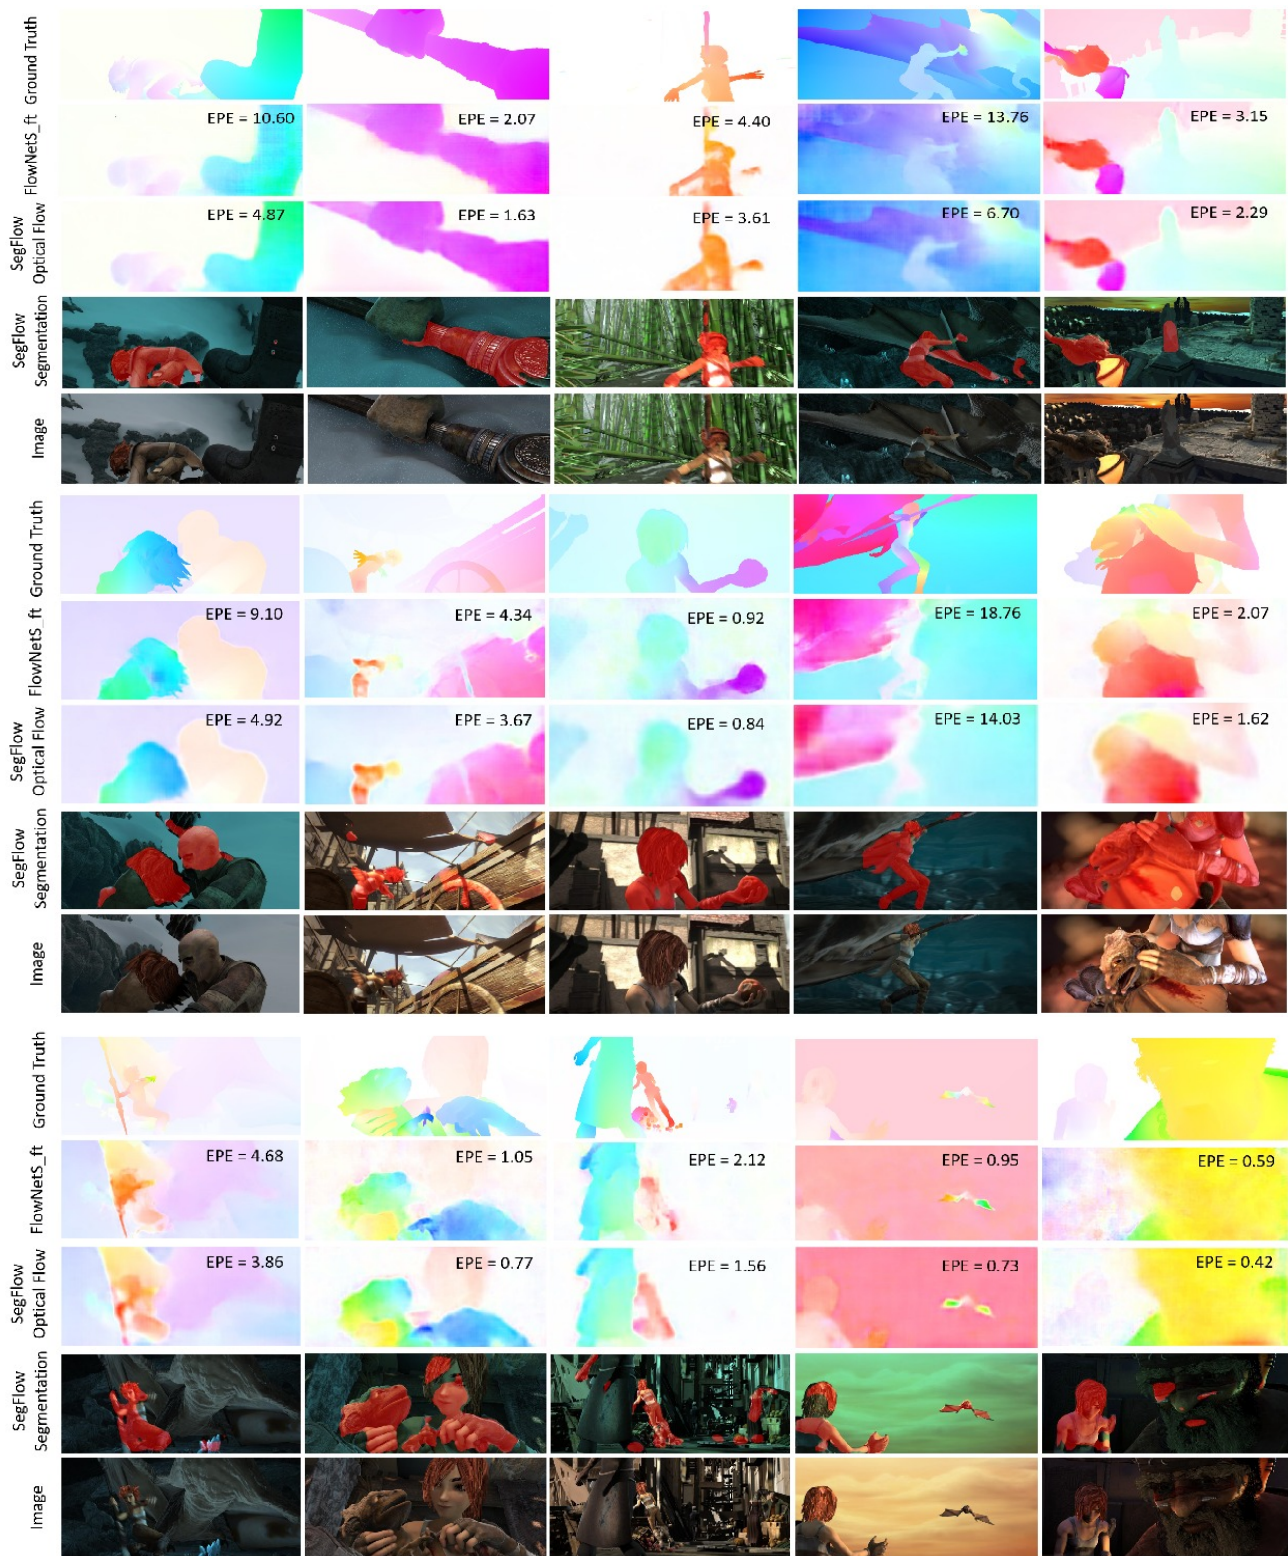 Ground Truth
FlowNetS_ft
EPE = 10.60
EPE = 2.07
EPE = 4.40
EPE = 13.76
EPE = 3.15
SegFlow
Optical Flow
EPE = 4.87
EPE = 1.63
EPE = 3.61
EPE = 6.70
EPE = 2.29
SegFlow
Segmentation
Image
Ground Truth
FlowNetS_ft
EPE = 9.10
EPE = 4.34
EPE = 0.92
EPE = 18.76
EPE = 2.07
SegFlow
Optical Flow
EPE = 4.92
EPE = 3.67
EPE = 0.84
EPE = 14.03
EPE = 1.62
SegFlow
Segmentation
Image
Ground Truth
FlowNetS_ft
EPE = 4.68
EPE = 1.05
EPE = 2.12
EPE = 0.95
EPE = 0.59
SegFlow
Optical Flow
EPE = 3.86
EPE = 0.77
EPE = 1.56
EPE = 0.73
EPE = 0.42
SegFlow
Segmentation
Image